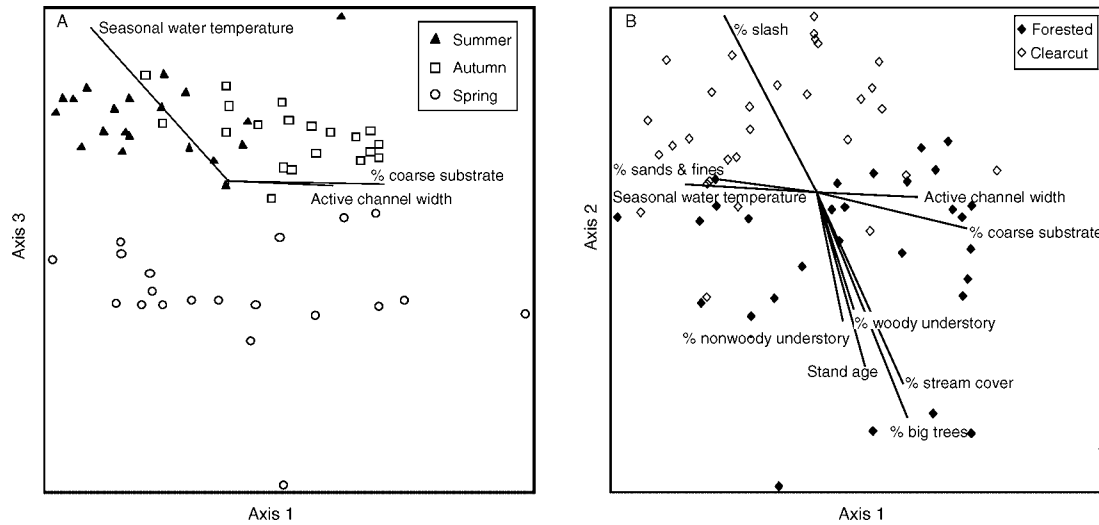 A
Seasonal water temperature
Summer
Autumn
Spring
% coarse substrate
Active channel width
Axis 3
Axis 1
B
% slash
Forested
Clearcut
% sands & fines
Seasonal water temperature
Active channel width
% coarse substrate
% woody understory
% nonwoody understory
Stand age
% stream cover
% big trees
Axis 2
Axis 1